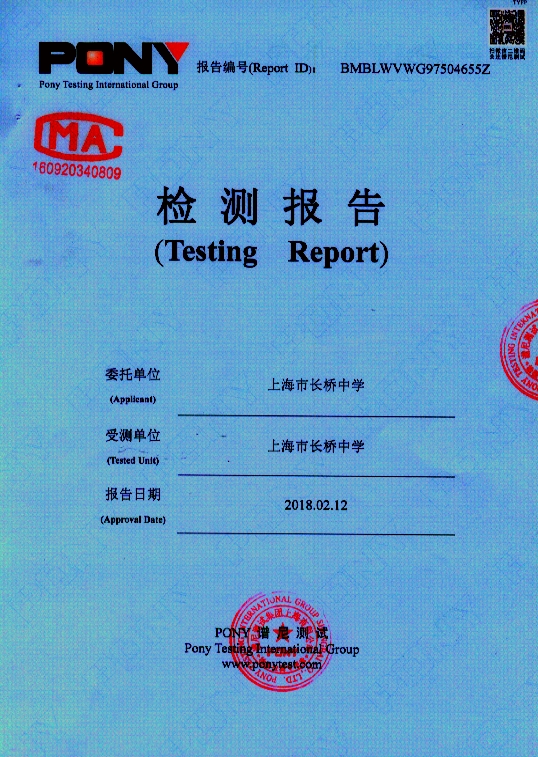 PONY
Pony Testing International Group
报告编号(Report ID):
BMBLWVWG97504655Z
MA
160920340809
检测报告
(Testing Report)
委托单位
(Applicant)
上海市长桥中学
受测单位
(Tested Unit)
上海市长桥中学
报告日期
(Approval Date)
2018.02.12
PONY 谱尼测试
Pony Testing International Group
www.ponytest.com